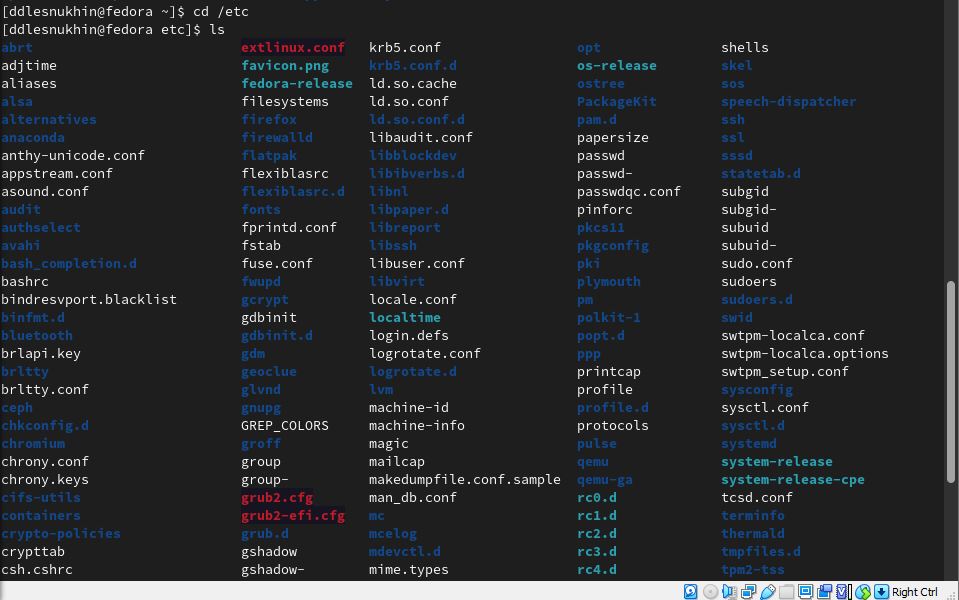 [ddlesnukhin@fedora ~]$ cd /etc
[ddlesnukhin@fedora etc]$ ls
abrt extlinux.conf krb5.conf opt shells
adjtime favicon.png krb5.conf.d os-release skel
aliases fedora-release ld.so.cache ostree sos
alsa filesystems ld.so.conf PackageKit speech-dispatcher
alternatives firefox ld.so.conf.d pam.d ssh
anaconda firewalld libaudit.conf papersize ssl
anthy-unicode.conf flatpak libblockdev passwd sssd
appstream.conf flexiblasrc libibverbs.d passwd- statetab.d
asound.conf flexiblasrc.d libnl passwdqc.conf subgid
audit fonts libpaper.d pinforc subgid-
authselect fprintd.conf libreport pkcs11 subuid
avahi fstab libssh pkgconfig subuid-
bash_completion.d fuse.conf libuser.conf pki sudo.conf
bashrc fwupd libvirt plymouth sudoers
bindresvport.blacklist gcrypt locale.conf pm sudoers.d
binfmt.d gdbinit localtime polkit-1 swid
bluetooth gdbinit.d login.defs popt.d swtpm-localca.conf
brlapi.key gdm logrotate.conf ppp swtpm-localca.options
brltty geoclue logrotate.d printcap swtpm_setup.conf
brltty.conf glvnd lvm profile sysconfig
ceph gnupg machine-id profile.d sysctl.conf
chkconfig.d GREP_COLORS machine-info protocols sysctl.d
chromium groff magic pulse systemd
chrony.conf group mailcap qemu system-release
chrony.keys group- makedumpfile.conf.sample qemu-ga system-release-cpe
cifs-utils grub2.cfg man_db.conf rc0.d tcsd.conf
containers grub2-efi.cfg mc rc1.d terminfo
crypto-policies grub.d mcelog rc2.d thermald
crypttab gshadow mdevctl.d rc3.d tmpfiles.d
csh.cshrc gshadow- mime.types rc4.d tpm2-tss
Right Ctrl